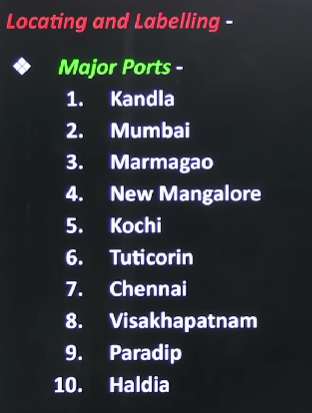 Locating and Labelling -
❖ Major Ports -
1. Kandla
2. Mumbai
3. Marmagao
4. New Mangalore
5. Kochi
6. Tuticorin
7. Chennai
8. Visakhapatnam
9. Paradip
10. Haldia